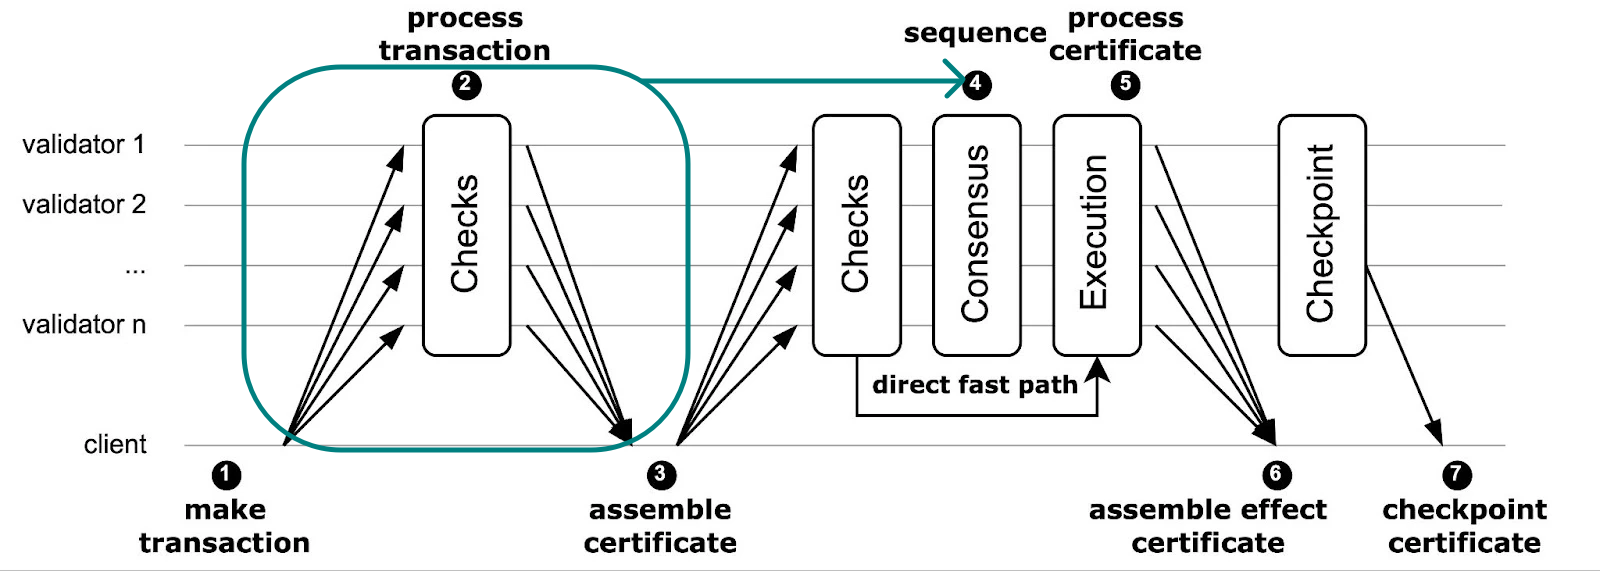 process
transaction
2
sequence
4
process
certificate
5
validator 1
validator 2
...
validator n
client
Checks
Checks
Consensus
Execution
Checkpoint
direct fast path
1
make
transaction
3
assemble
certificate
6
assemble effect
certificate
7
checkpoint
certificate